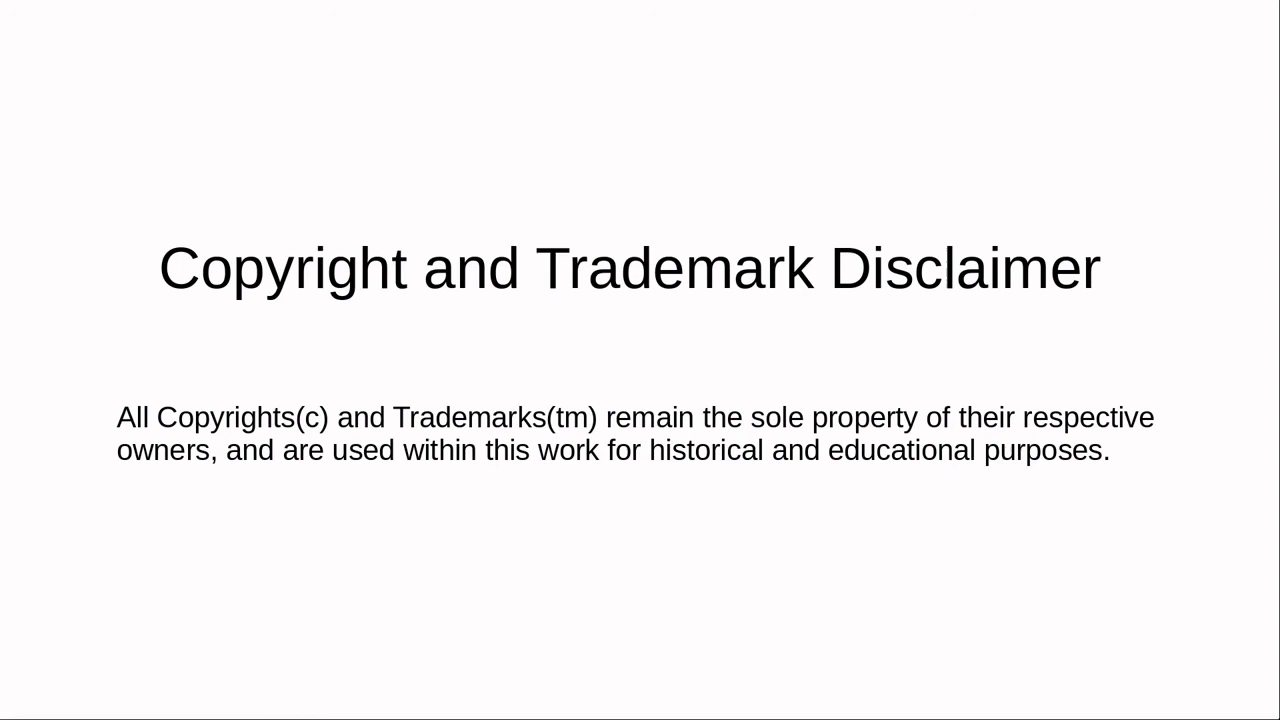 Copyright and Trademark Disclaimer
All Copyrights(c) and Trademarks(tm) remain the sole property of their respective
owners, and are used within this work for historical and educational purposes.